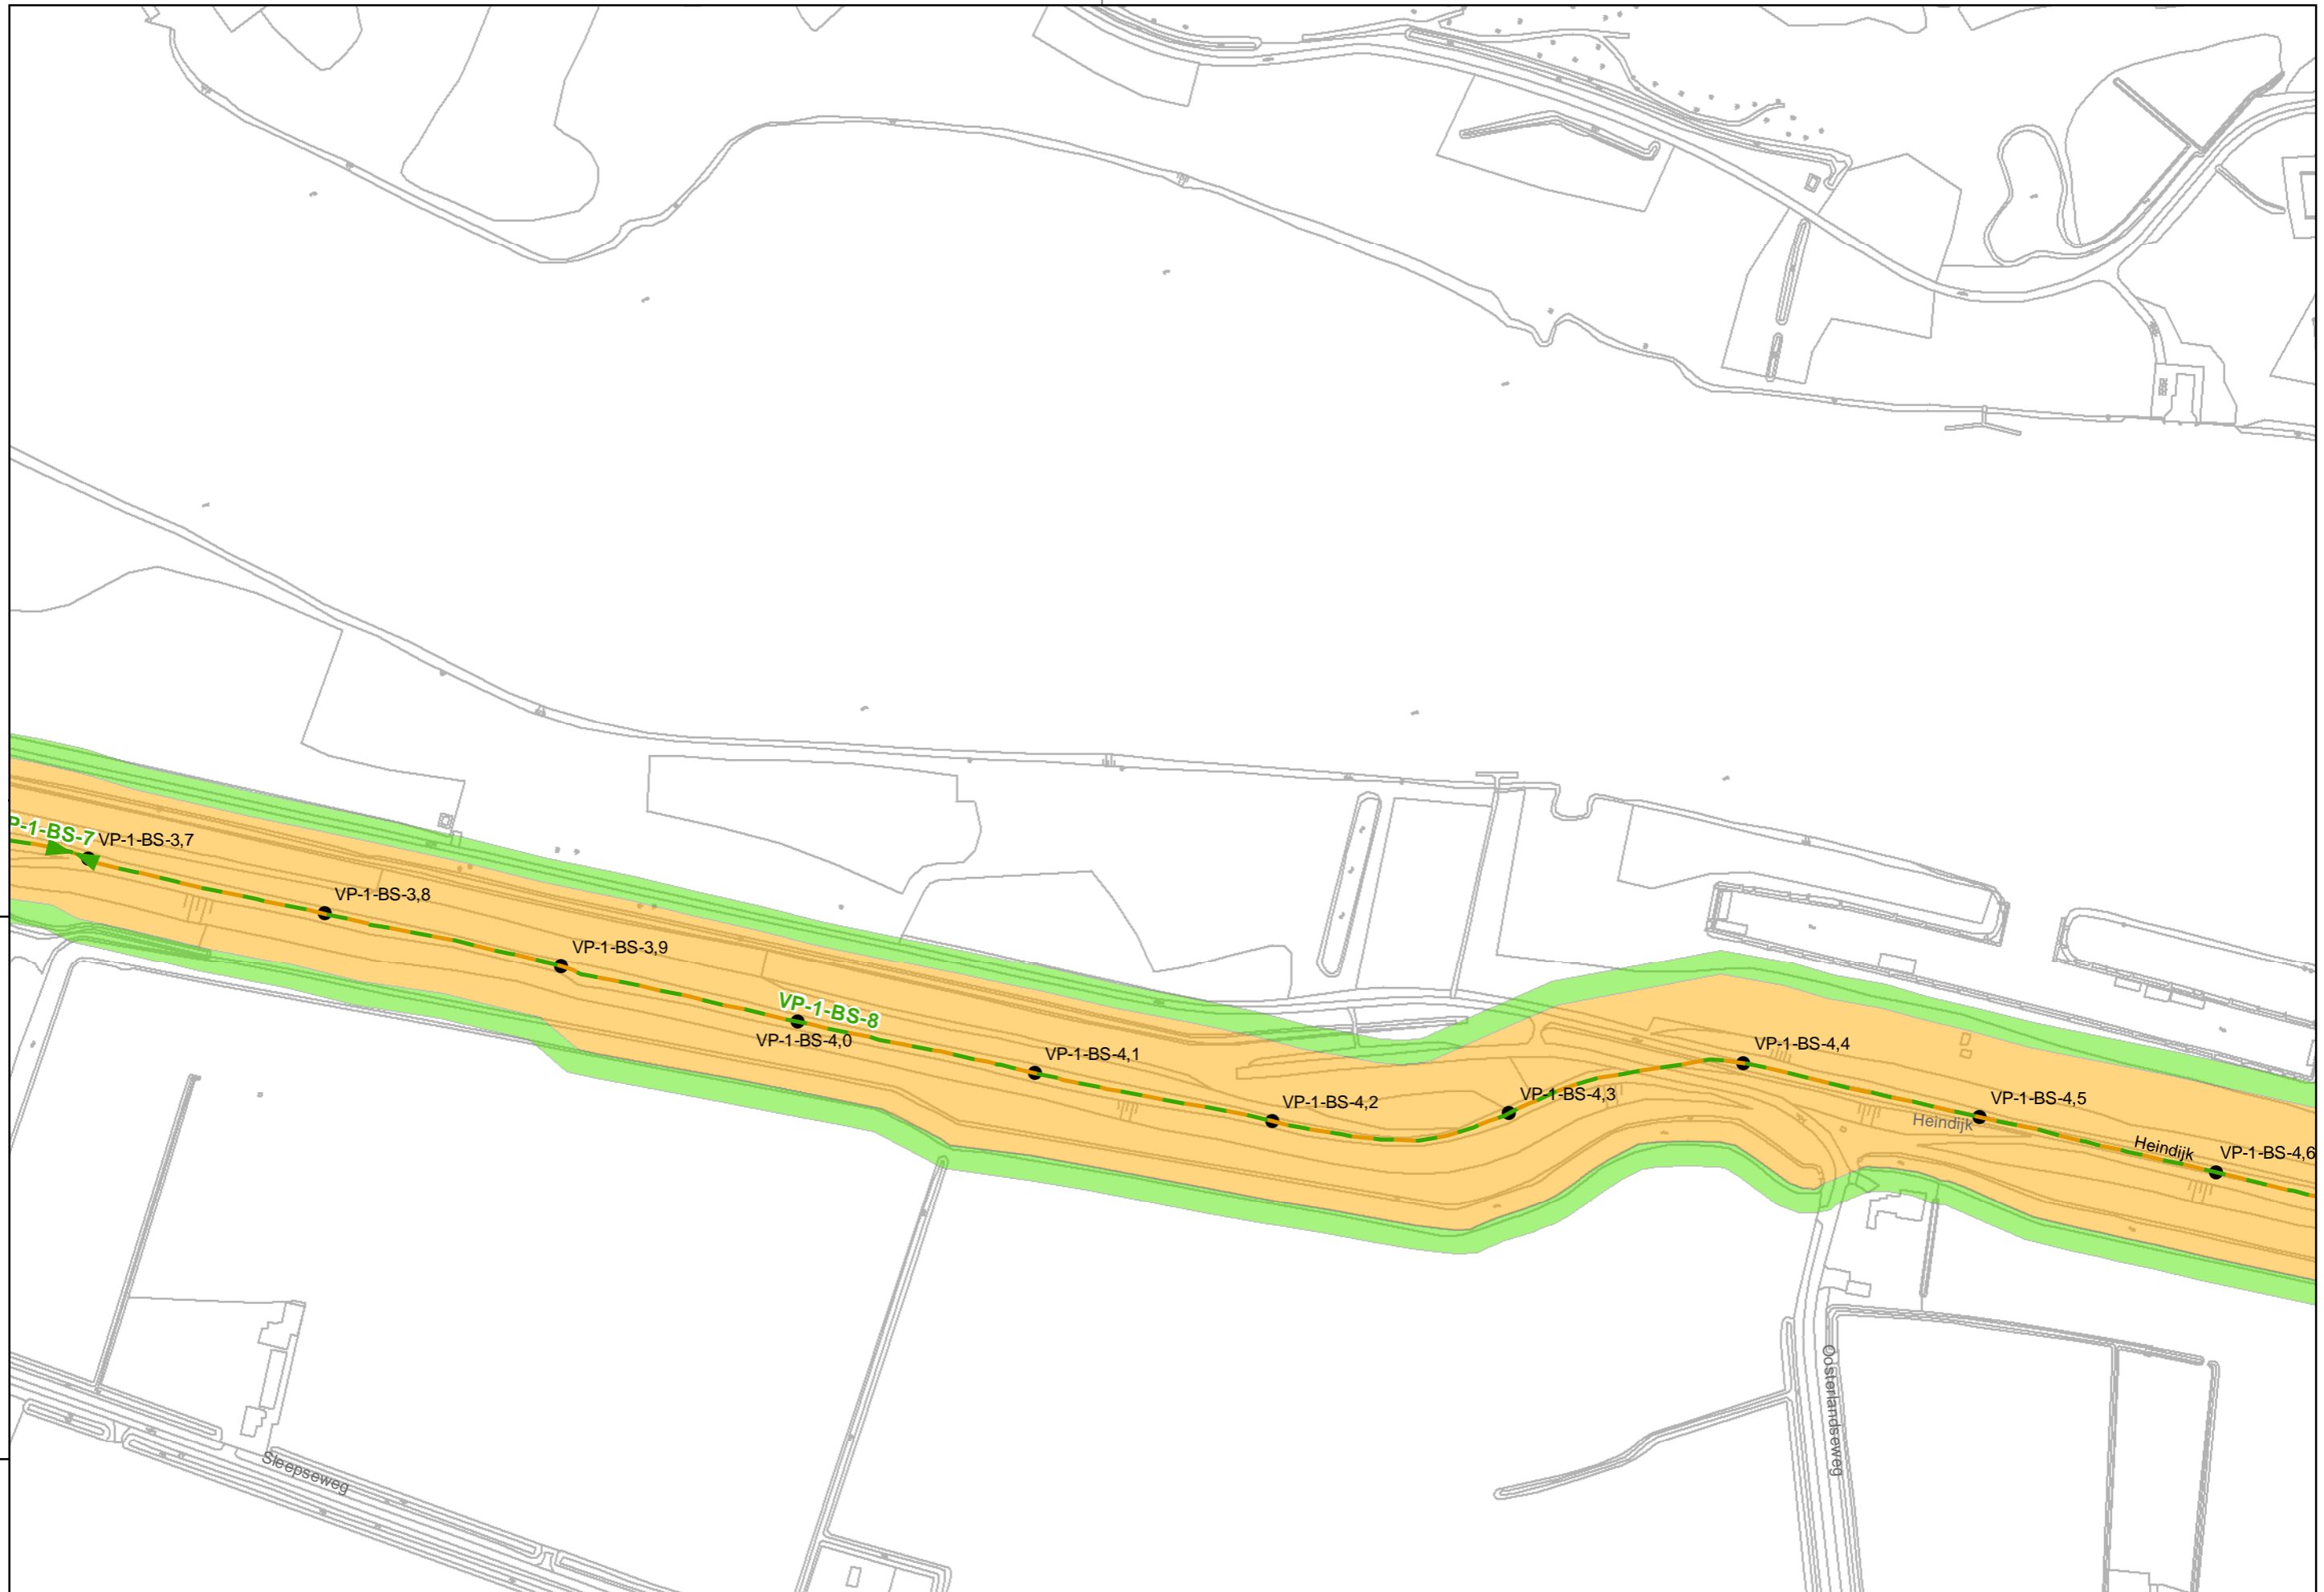 P-1-BS-7
VP-1-BS-3,7
VP-1-BS-3,8
VP-1-BS-3,9
VP-1-BS-8
VP-1-BS-4,0
VP-1-BS-4,1
VP-1-BS-4,2
VP-1-BS-4,3
VP-1-BS-4,4
VP-1-BS-4,5
Heindijk
Heindijk
VP-1-BS-4,6
Oosterlandseweg
Sleepseweg